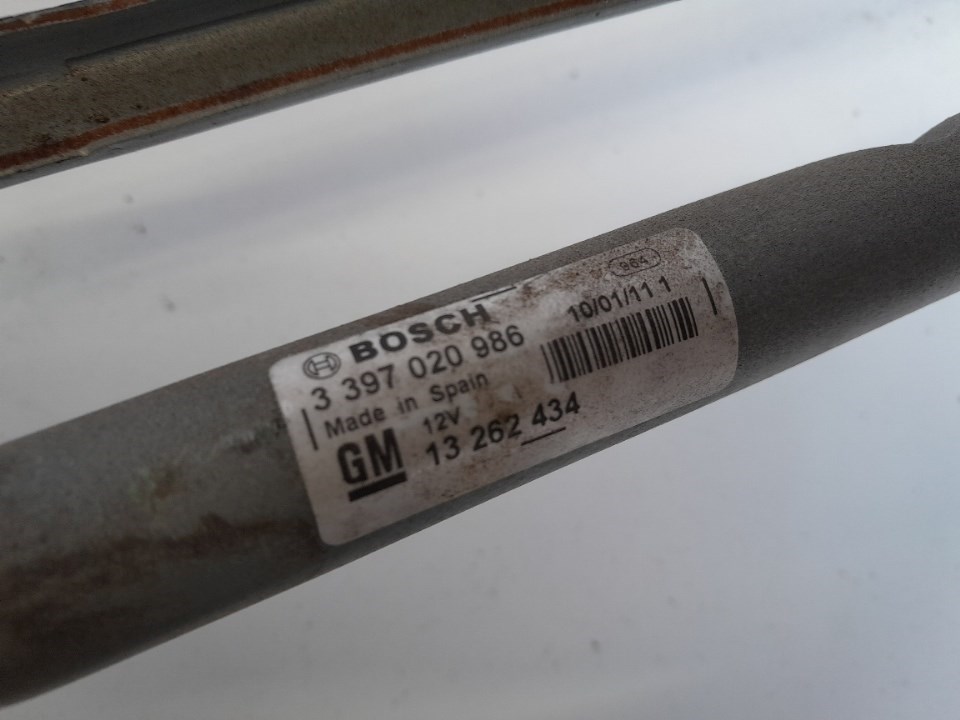 964
BOSCH
10/01/11 1
3 397 020 986
Made in Spain
12V
GM
13 262 434